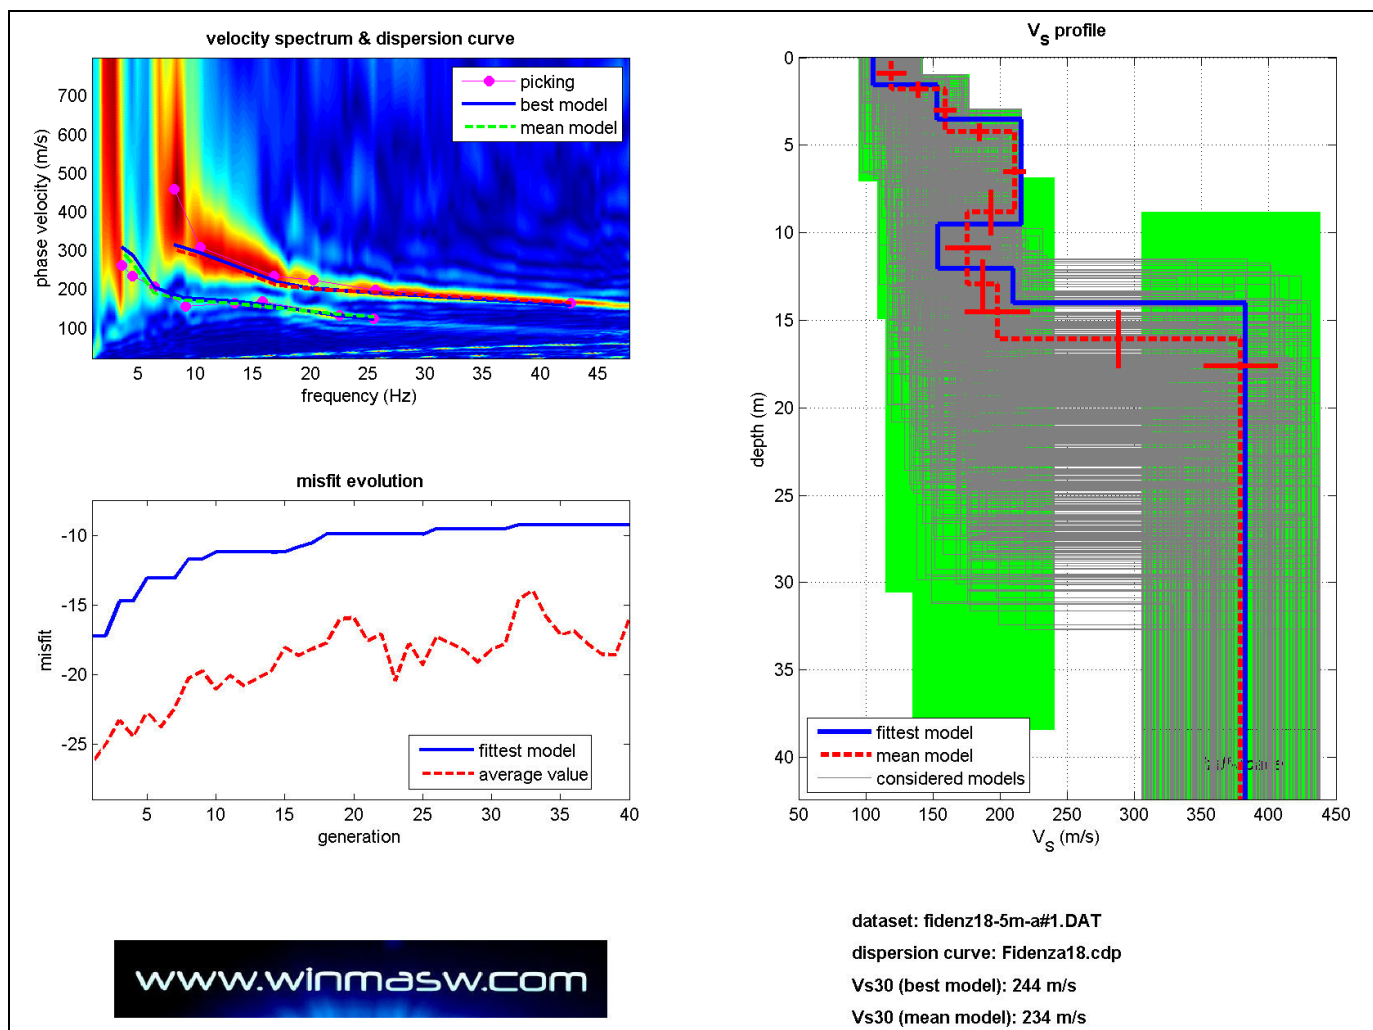 velocity spectrum & dispersion curve
picking
best model
mean model
700
600
500
400
300
200
100
phase velocity (m/s)
5 10 15 20 25 30 35 40 45
frequency (Hz)
misfit evolution
-10
-15
-20
-25
misfit
fittest model
average value
5 10 15 20 25 30 35 40
generation
www.winmasw.com
VS profile
0
5
10
15
20
25
30
35
40
depth (m)
fittest model
mean model
considered models
50 100 150 200 250 300 350 400 450
VS (m/s)
dataset: fidenz18-5m-a#1.DAT
dispersion curve: Fidenza18.cdp
Vs30 (best model): 244 m/s
Vs30 (mean model): 234 m/s